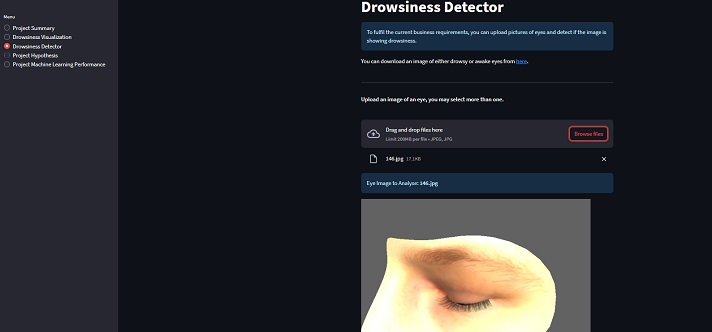 Menu
Project Summary
Drowsiness Visualization
Drowsiness Detector
Project Hypothesis
Project Machine Learning Performance
Drowsiness Detector
To fulfil the current business requirements, you can upload pictures of eyes and detect if the image is
showing drowsiness.
You can download an image of either drowsy or awake eyes from here.
Upload an image of an eye, you may select more than one.
Drag and drop files here
Limit 200MB per file • JPEG, JPG
Browse files
146.jpg 17.1KB
Eye Image to Analyse: 146.jpg